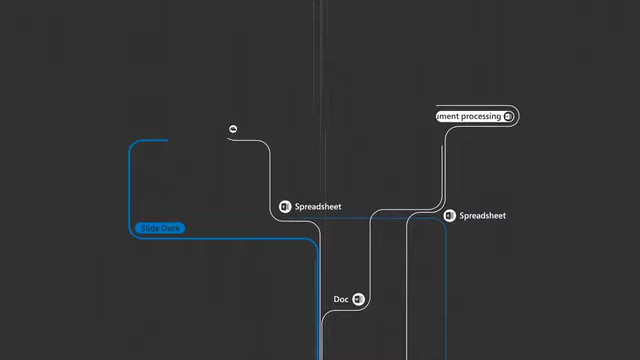 ument processing
Spreadsheet
Spreadsheet
Slide Deck
Doc